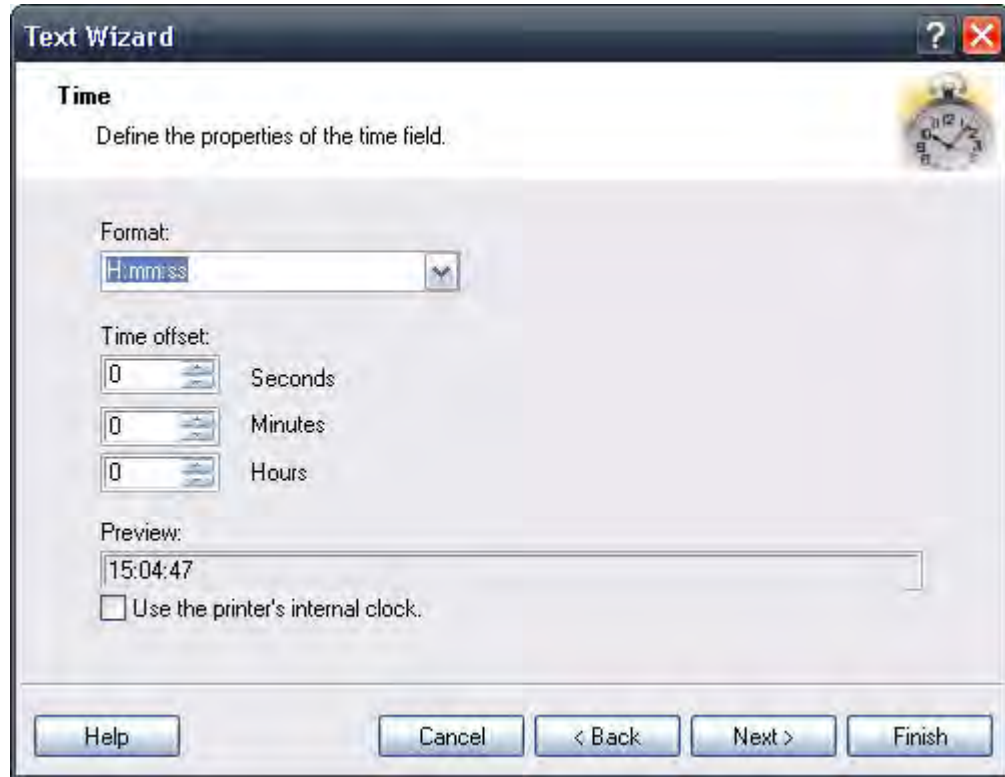 Text Wizard
Time
Define the properties of the time field.
Format:
H:mm:ss
Time offset:
0 Seconds
0 Minutes
0 Hours
Preview:
15:04:47
Use the printer's internal clock.
Help Cancel < Back Next > Finish